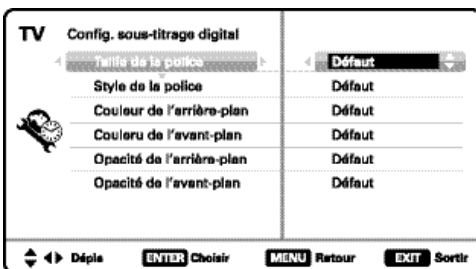 TV Config. sous-titrage digital
Taille de la police Défaut
Style de la police Défaut
Couleur de l'arrière-plan Défaut
Couleru de l'avant-plan Défaut
Opacité de l'arrière-plan Défaut
Opacité de l'avant-plan Défaut
Dépla ENTER Choisir MENU Retour EXIT Sortir